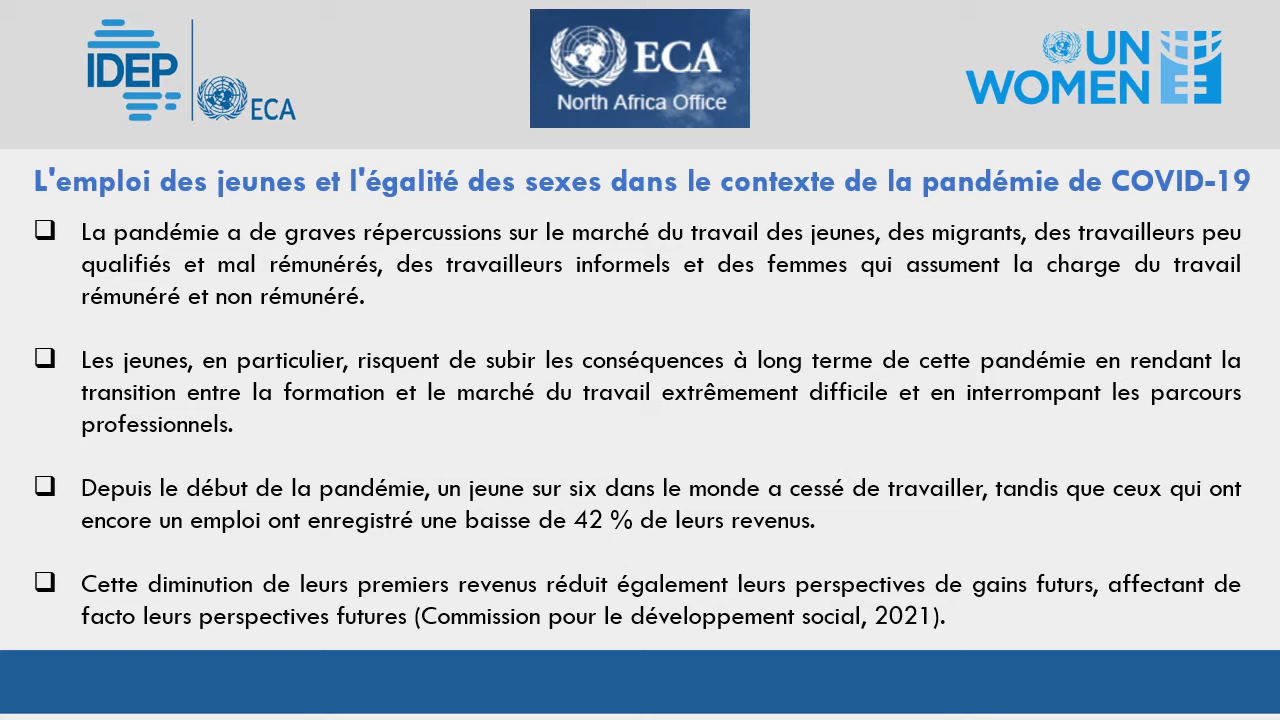 IDEP
ECA
ECA
North Africa Office
UN
WOMEN
L'emploi des jeunes et l'égalité des sexes dans le contexte de la pandémie de COVID-19
La pandémie a de graves répercussions sur le marché du travail des jeunes, des migrants, des travailleurs peu
qualifiés et mal rémunérés, des travailleurs informels et des femmes qui assument la charge du travail
rémunéré et non rémunéré.
Les jeunes, en particulier, risquent de subir les conséquences à long terme de cette pandémie en rendant la
transition entre la formation et le marché du travail extrêmement difficile et en interrompant les parcours
professionnels.
Depuis le début de la pandémie, un jeune sur six dans le monde a cessé de travailler, tandis que ceux qui ont
encore un emploi ont enregistré une baisse de 42 % de leurs revenus.
Cette diminution de leurs premiers revenus réduit également leurs perspectives de gains futurs, affectant de
facto leurs perspectives futures (Commission pour le développement social, 2021).